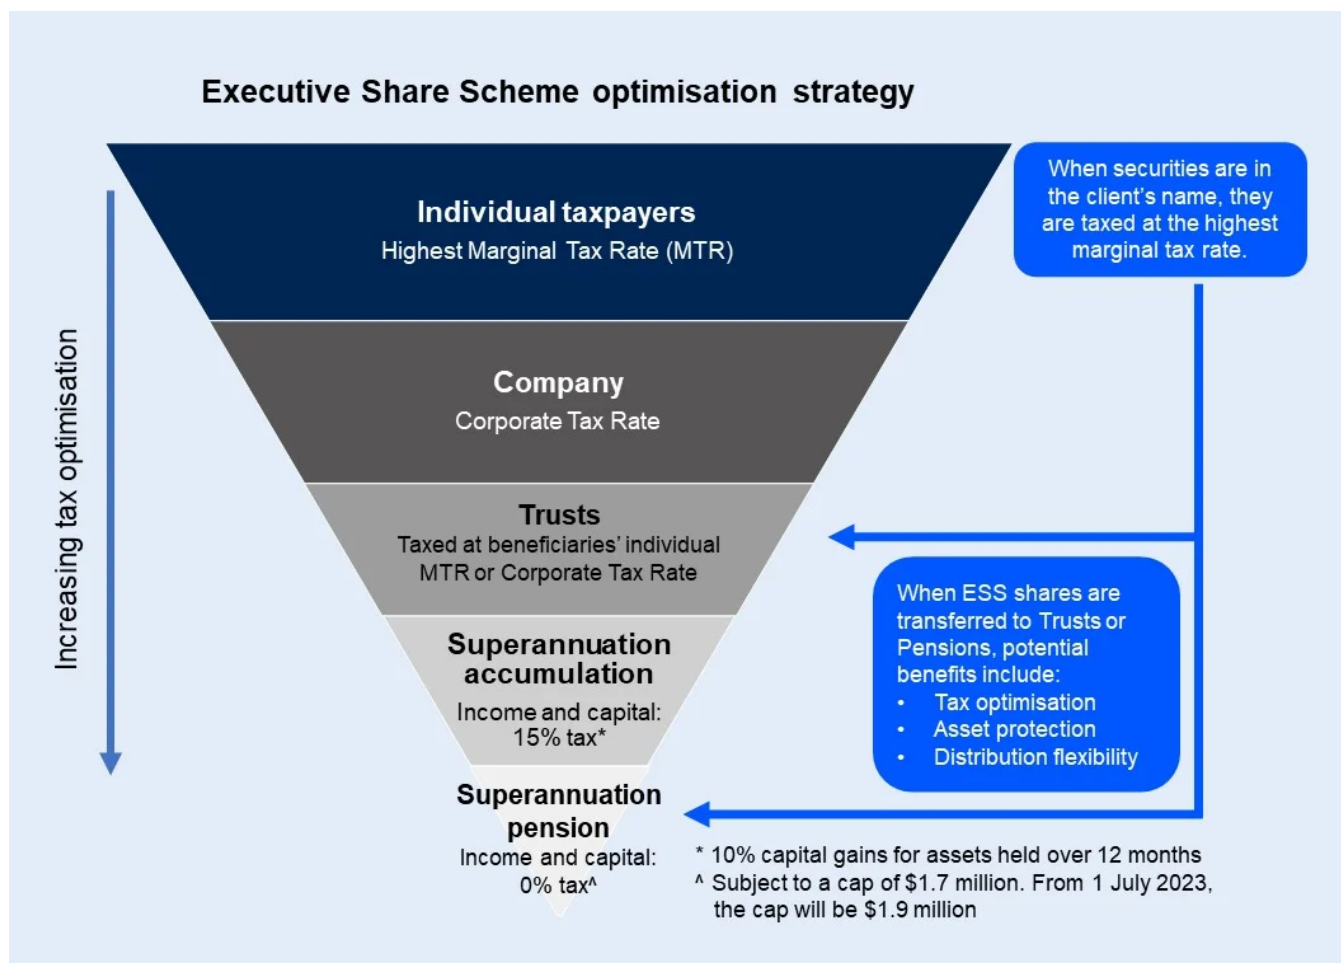 Executive Share Scheme optimisation strategy
Increasing tax optimisation
Individual taxpayers
Highest Marginal Tax Rate (MTR)
When securities are in
the client’s name, they
are taxed at the highest
marginal tax rate.
Company
Corporate Tax Rate
Trusts
Taxed at beneficiaries’ individual
MTR or Corporate Tax Rate
When ESS shares are
transferred to Trusts or
Pensions, potential
benefits include:
• Tax optimisation
• Asset protection
• Distribution flexibility
Superannuation
accumulation
Income and capital:
15% tax*
Superannuation
pension
Income and capital:
0% tax^
* 10% capital gains for assets held over 12 months
^ Subject to a cap of $1.7 million. From 1 July 2023,
the cap will be $1.9 million